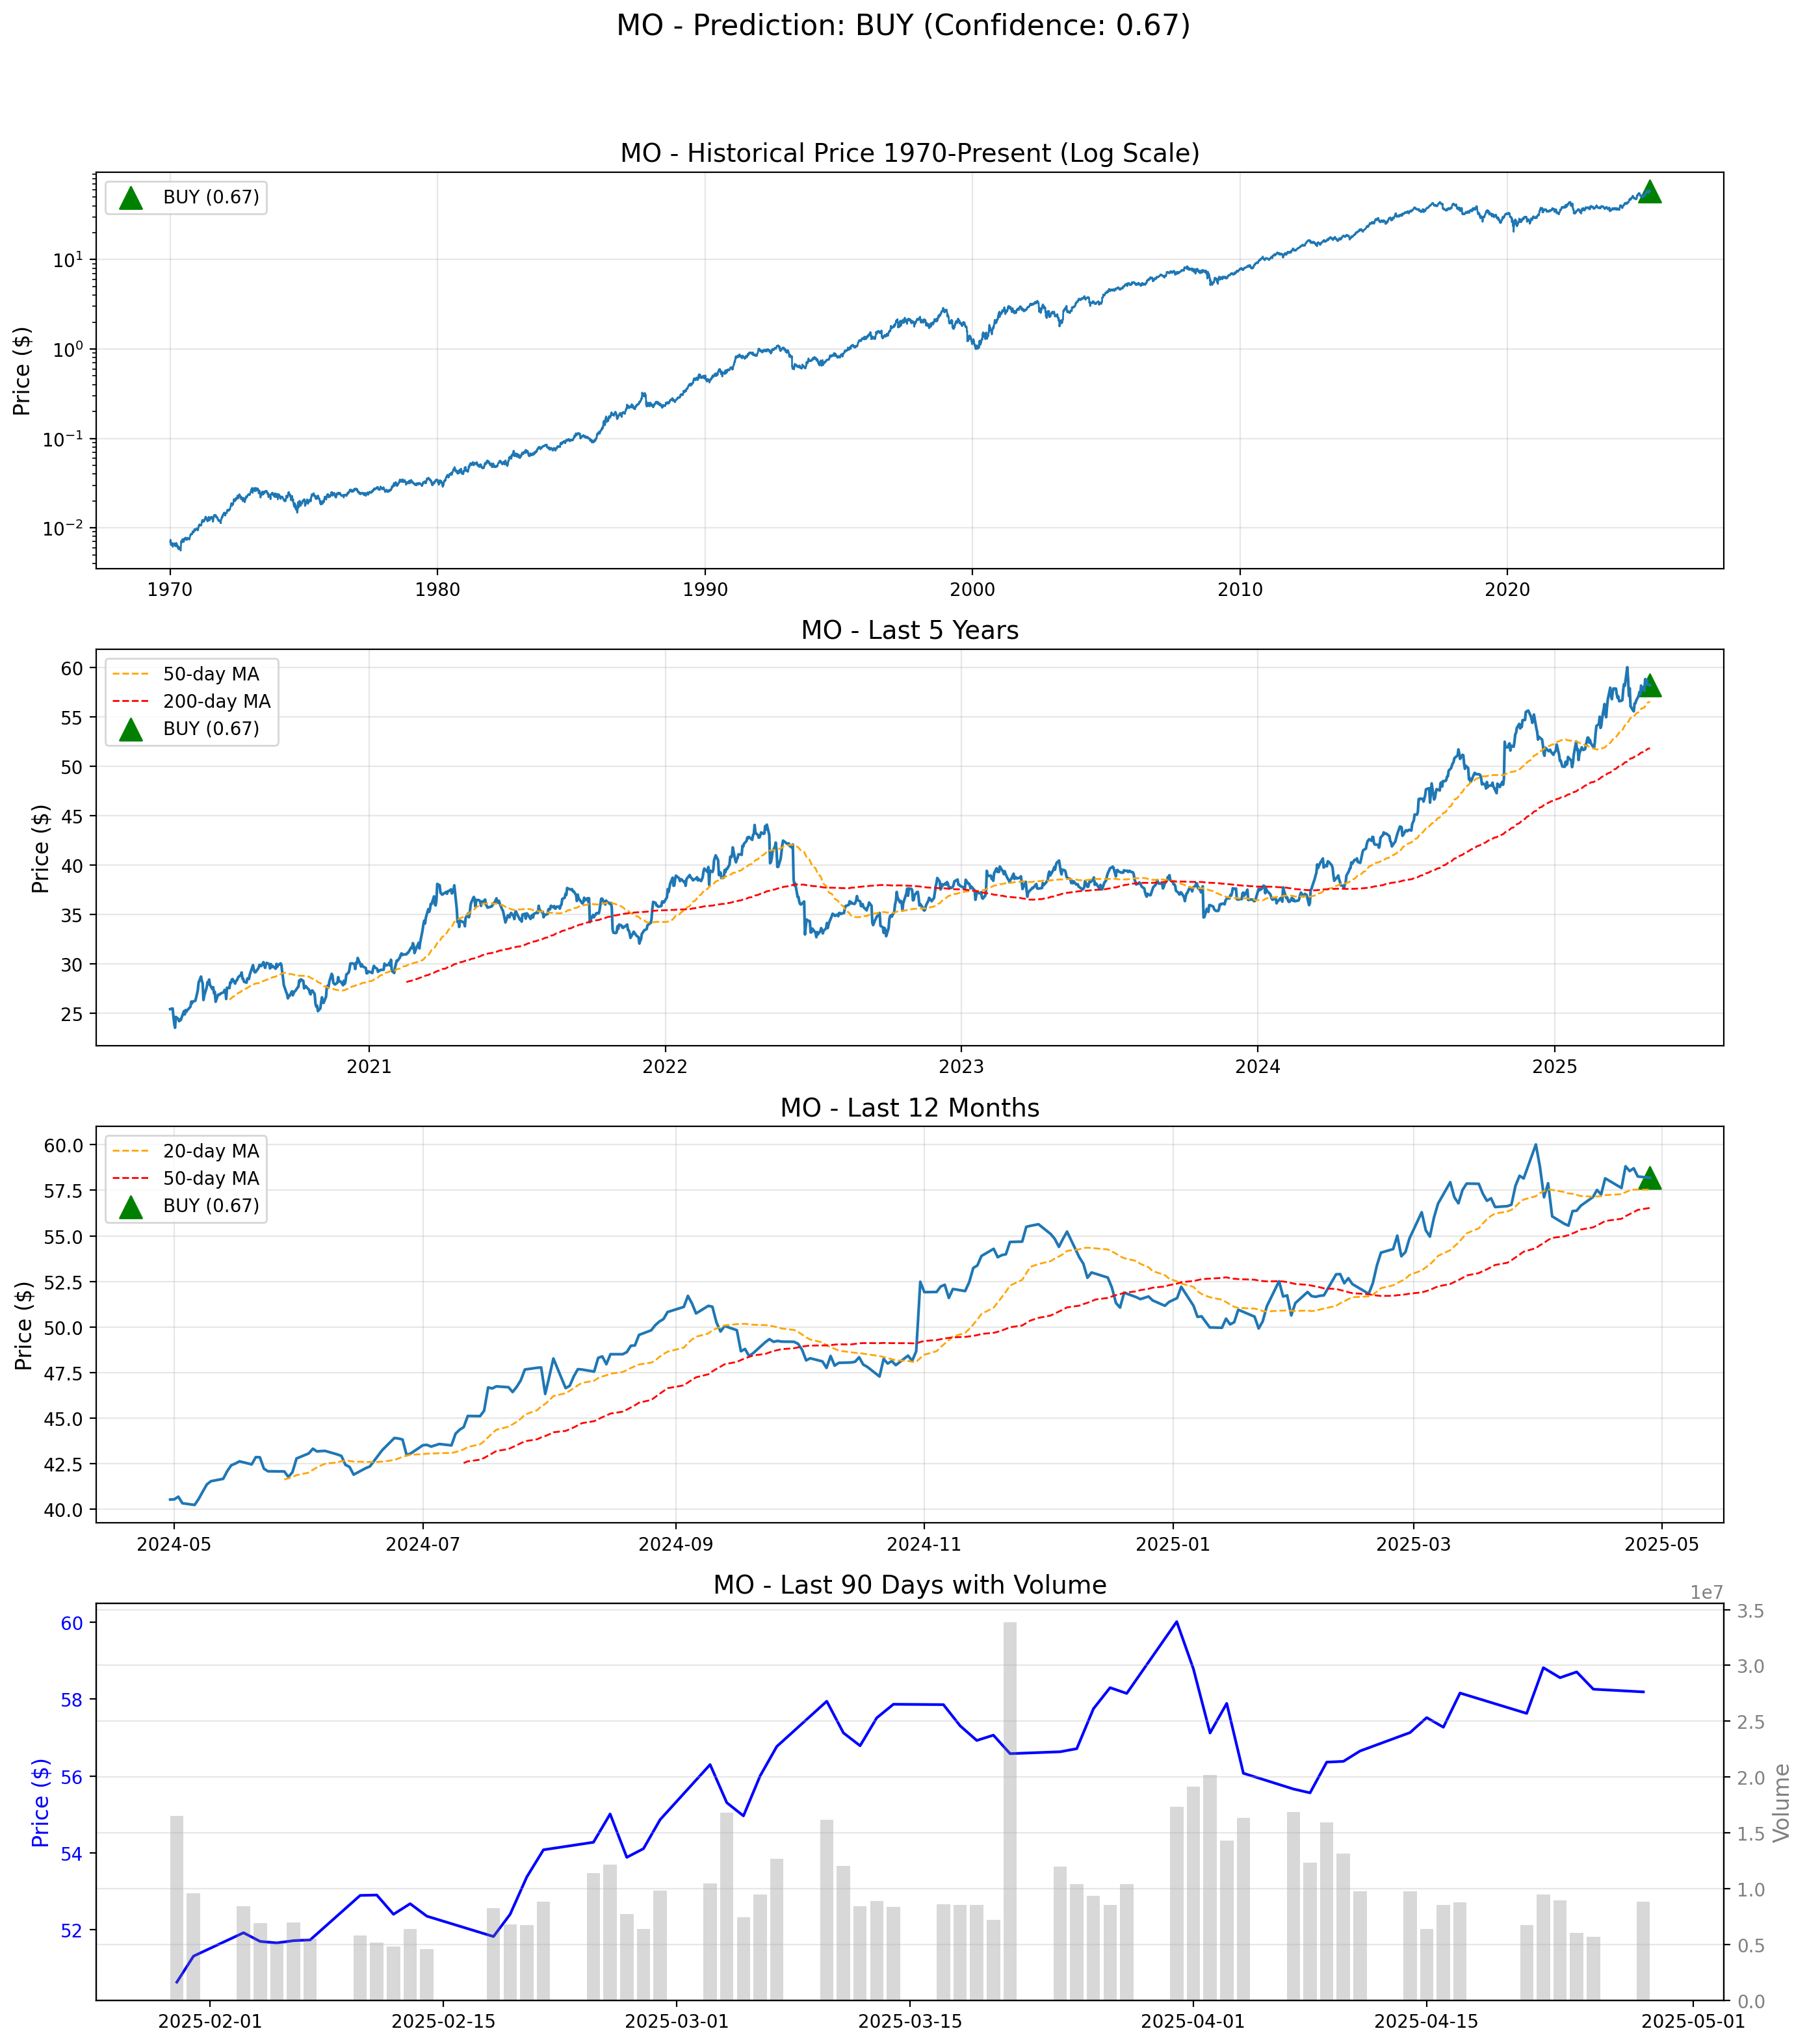 MO - Prediction: BUY (Confidence: 0.67)
MO - Historical Price 1970-Present (Log Scale)
BUY (0.67)
Price ($)
10¹
10⁰
10⁻¹
10⁻²
1970 1980 1990 2000 2010 2020
MO - Last 5 Years
50-day MA
200-day MA
BUY (0.67)
Price ($)
60
55
50
45
40
35
30
25
2021 2022 2023 2024 2025
MO - Last 12 Months
20-day MA
50-day MA
BUY (0.67)
Price ($)
60.0
57.5
55.0
52.5
50.0
47.5
45.0
42.5
40.0
2024-05 2024-07 2024-09 2024-11 2025-01 2025-03 2025-05
MO - Last 90 Days with Volume
1e7
Price ($)
60
58
56
54
52
3.5
3.0
2.5
2.0
1.5
1.0
0.5
0.0
Volume
2025-02-01 2025-02-15 2025-03-01 2025-03-15 2025-04-01 2025-04-15 2025-05-01